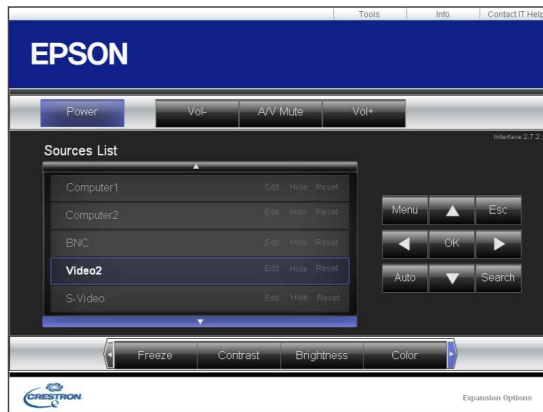 Tools Info Contact IT Help
EPSON
Power Vol- A/V Mute Vol+
Interface 2.7.2
Sources List
Computer1 Edit Hide Reset
Computer2 Edit Hide Reset
BNC Edit Hide Reset
Video2 Edit Hide Reset
S-Video Edit Hide Reset
Menu Esc
OK
Auto Search
Freeze Contrast Brightness Color
CRESTRON
Expansion Options